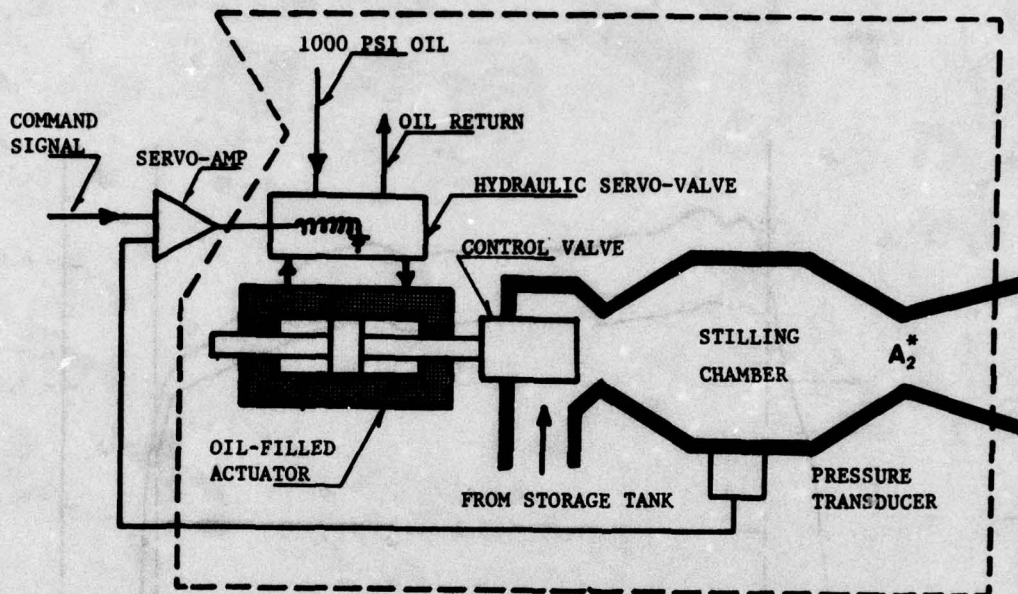 1000 PSI OIL
COMMAND
SIGNAL
OIL RETURN
SERVO-AMP
HYDRAULIC SERVO-VALVE
CONTROL VALVE
STILLING
CHAMBER
A₂*
OIL-FILLED
ACTUATOR
FROM STORAGE TANK
PRESSURE
TRANSDUCER